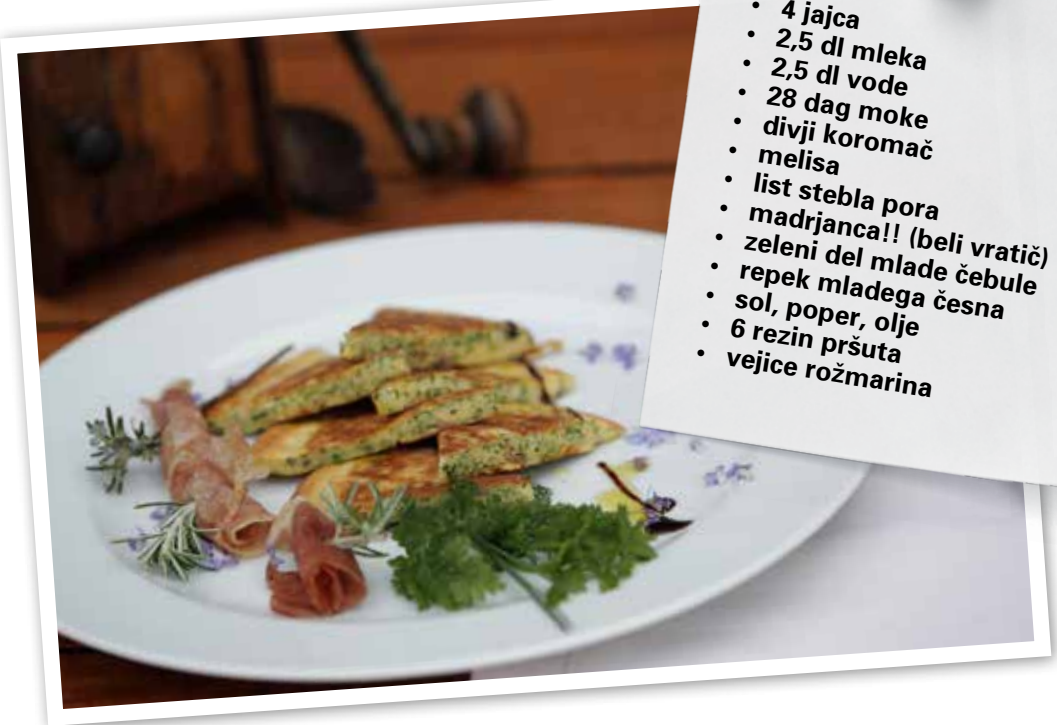 • 4 jajca
• 2,5 dl mleka
• 2,5 dl vode
• 28 dag moke
• divji koromač
• melisa
• list stebla pora
• madrjanca!! (beli vratič)
• zeleni del mlade čebule
• repek mladega česna
• sol, poper, olje
• 6 rezin pršuta
• vejice rožmarina